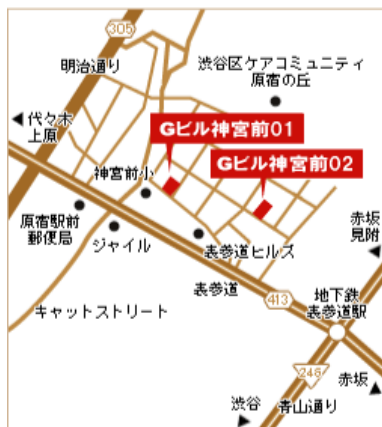 305
明治通り
渋谷区ケアコミュニティ
原宿の丘
代々木
上原
Gビル神宮前01
神宮前小
Gビル神宮前02
原宿駅前
郵便局
ジャイル
表参道ヒルズ
赤坂
見附
表参道
413
地下鉄
表参道駅
キャットストリート
246
赤坂
渋谷
青山通り